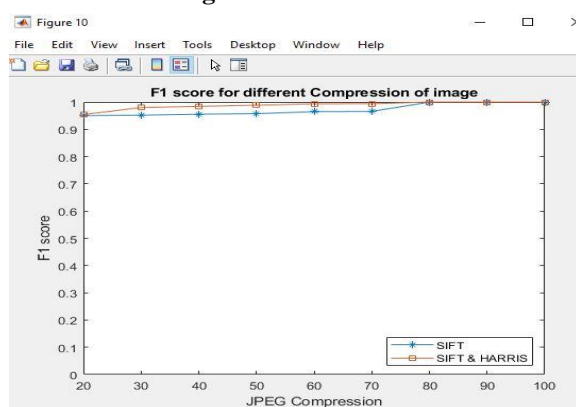 Figure 10
File Edit View Insert Tools Desktop Window Help
F1 score for different Compression of image
1
0.9
0.8
0.7
0.6
0.5
0.4
0.3
0.2
0.1
0
F1 score
SIFT
SIFT & HARRIS
20 30 40 50 60 70 80 90 100
JPEG Compression